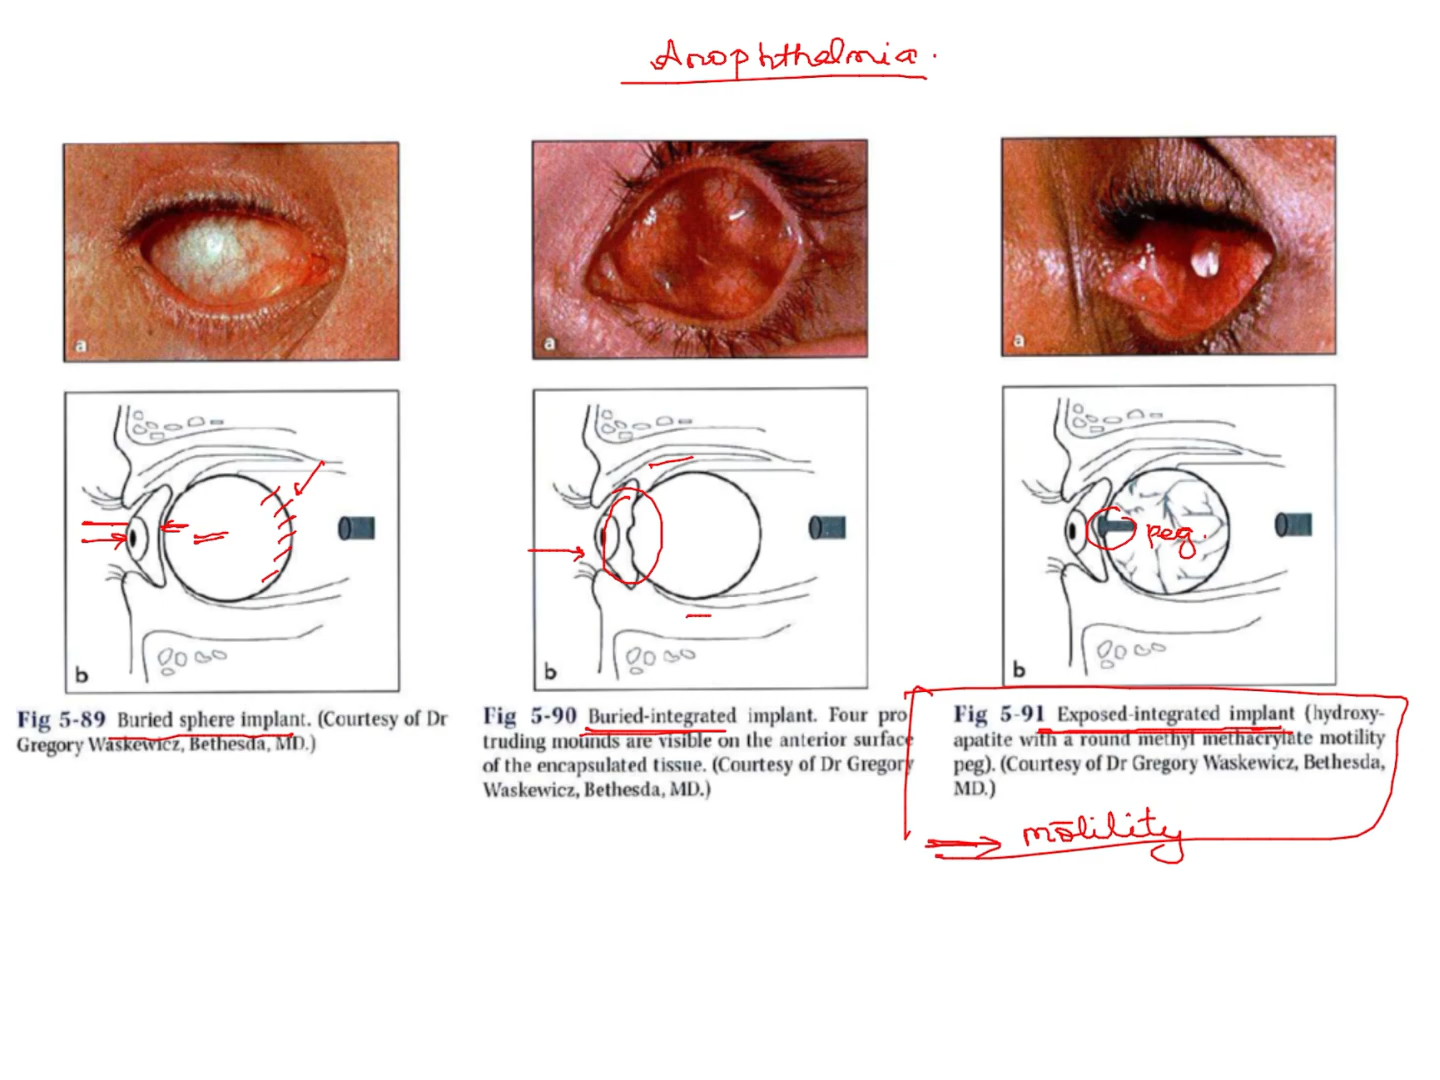 Anophthalmia.
a
a
a
peg.
b
b
b
Fig 5-89 Buried sphere implant. (Courtesy of Dr
Gregory Waskewicz, Bethesda, MD.)
Fig 5-90 Buried-integrated implant. Four pro
truding mounds are visible on the anterior surface
of the encapsulated tissue. (Courtesy of Dr Gregory
Waskewicz, Bethesda, MD.)
Fig 5-91 Exposed-integrated implant (hydroxy-
apatite with a round methyl methacrylate motility
peg). (Courtesy of Dr Gregory Waskewicz, Bethesda,
MD.)
motility